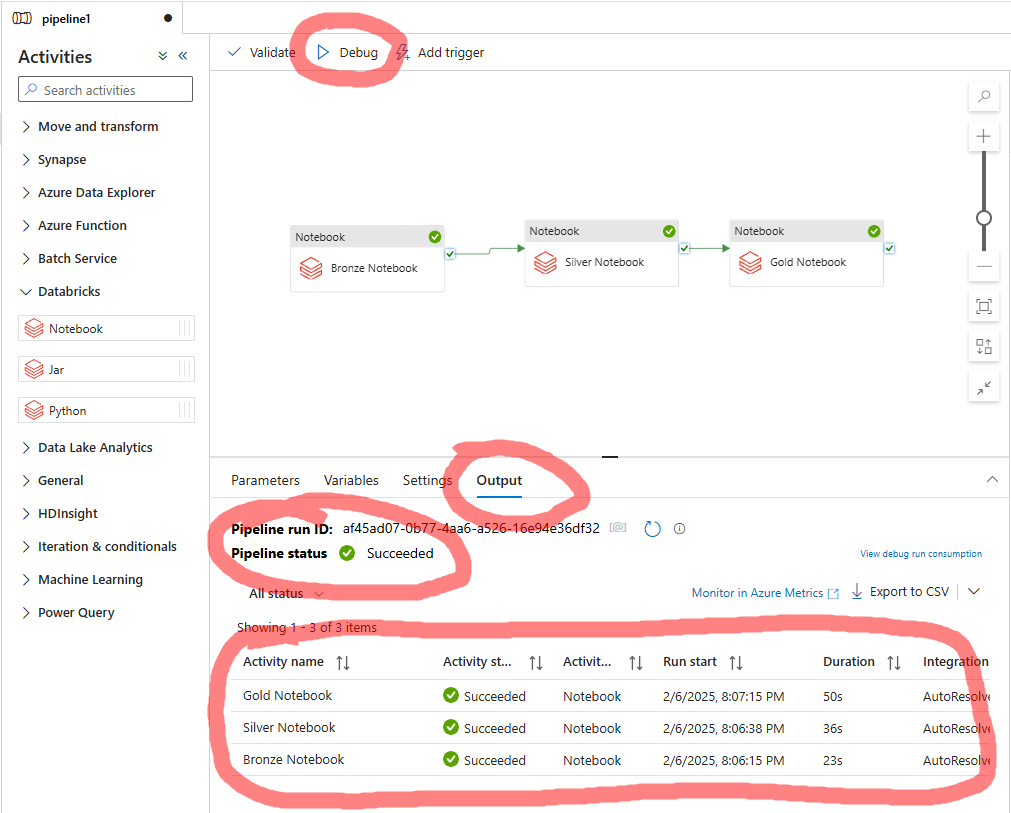 pipeline1
Activities
Search activities
Move and transform
Synapse
Azure Data Explorer
Azure Function
Batch Service
Databricks
Notebook
Jar
Python
Data Lake Analytics
General
HDInsight
Iteration & conditionals
Machine Learning
Power Query
Validate Debug Add trigger
Notebook
Bronze Notebook
Notebook
Silver Notebook
Notebook
Gold Notebook
Parameters Variables Settings Output
Pipeline run ID: af45ad07-0b77-4aa6-a526-16e94e36df32
Pipeline status Succeeded
View debug run consumption
All status
Monitor in Azure Metrics Export to CSV
Showing 1 - 3 of 3 items
Activity name Activity st... Activit... Run start Duration Integration
Gold Notebook Succeeded Notebook 2/6/2025, 8:07:15 PM 50s AutoResolve
Silver Notebook Succeeded Notebook 2/6/2025, 8:06:38 PM 36s AutoResolve
Bronze Notebook Succeeded Notebook 2/6/2025, 8:06:15 PM 23s AutoResolve